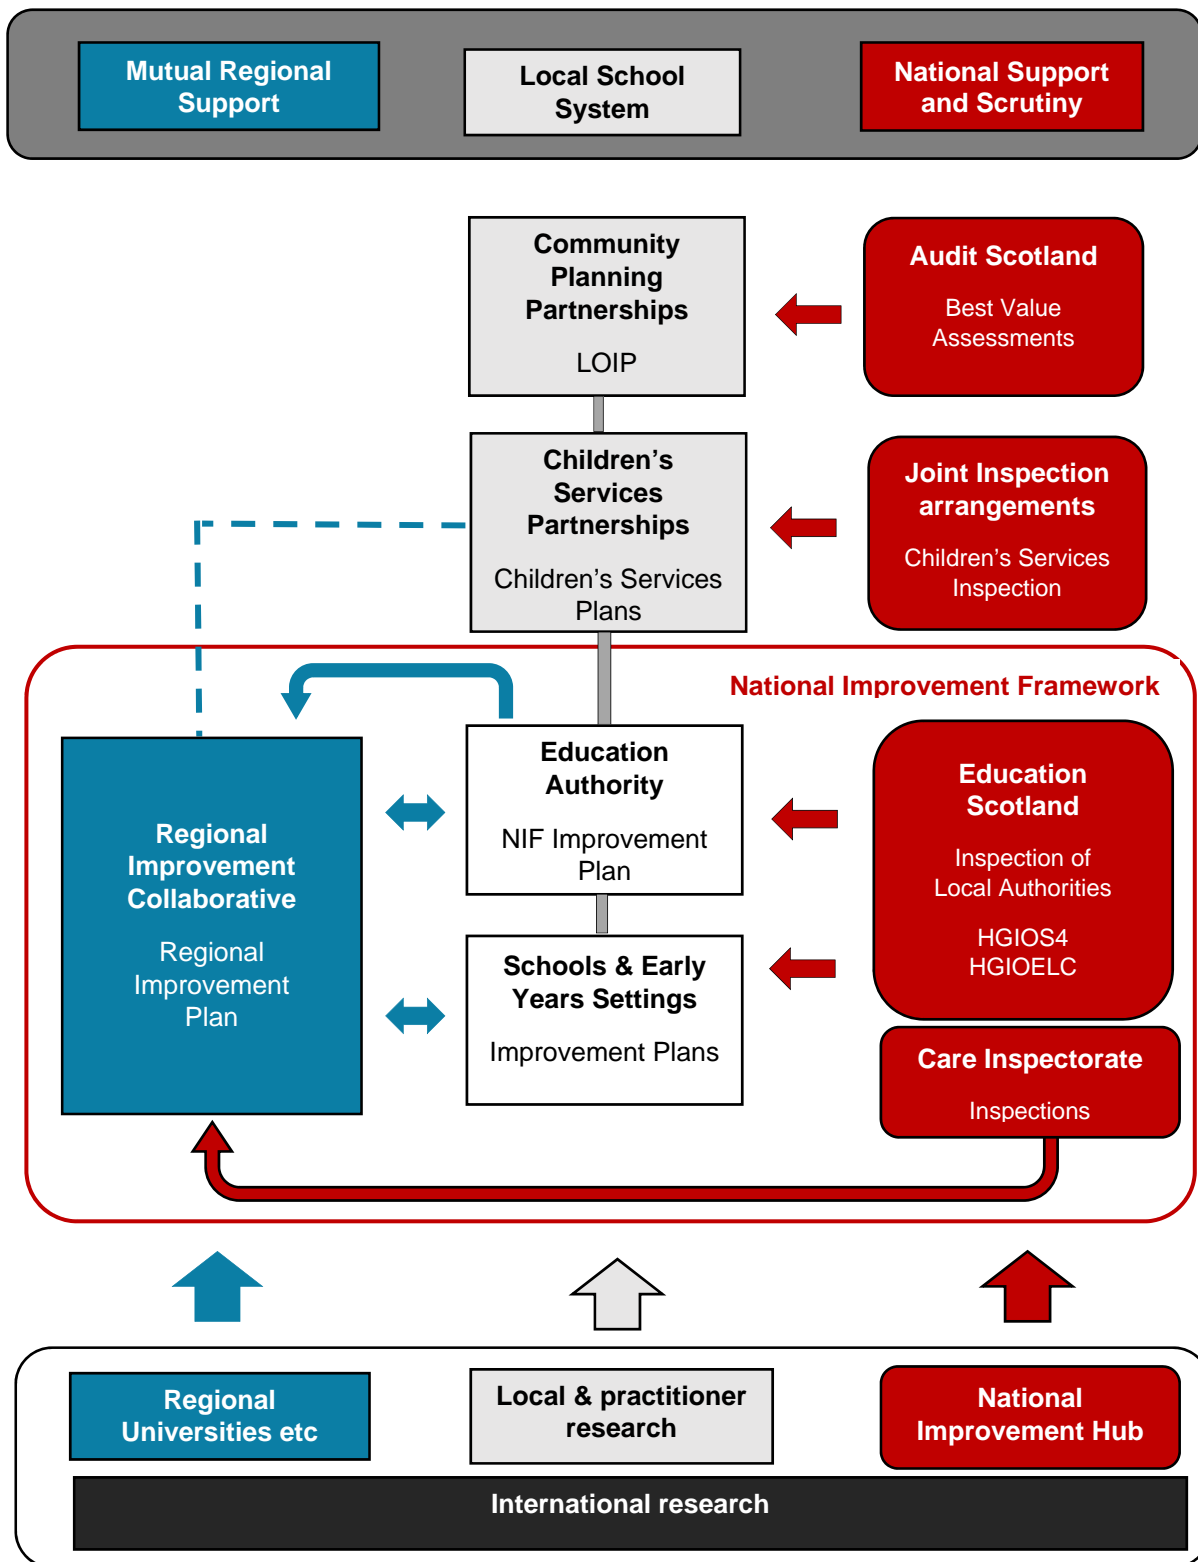 Mutual Regional
Support
Local School
System
National Support
and Scrutiny
Community
Planning
Partnerships
LOIP
Audit Scotland
Best Value
Assessments
Children’s
Services
Partnerships
Children’s Services
Plans
Joint Inspection
arrangements
Children’s Services
Inspection
National Improvement Framework
Regional
Improvement
Collaborative
Regional
Improvement
Plan
Education
Authority
NIF Improvement
Plan
Education
Scotland
Inspection of
Local Authorities
HGIOS4
HGIOELC
Schools & Early
Years Settings
Improvement Plans
Care Inspectorate
Inspections
Regional
Universities etc
Local & practitioner
research
National
Improvement Hub
International research